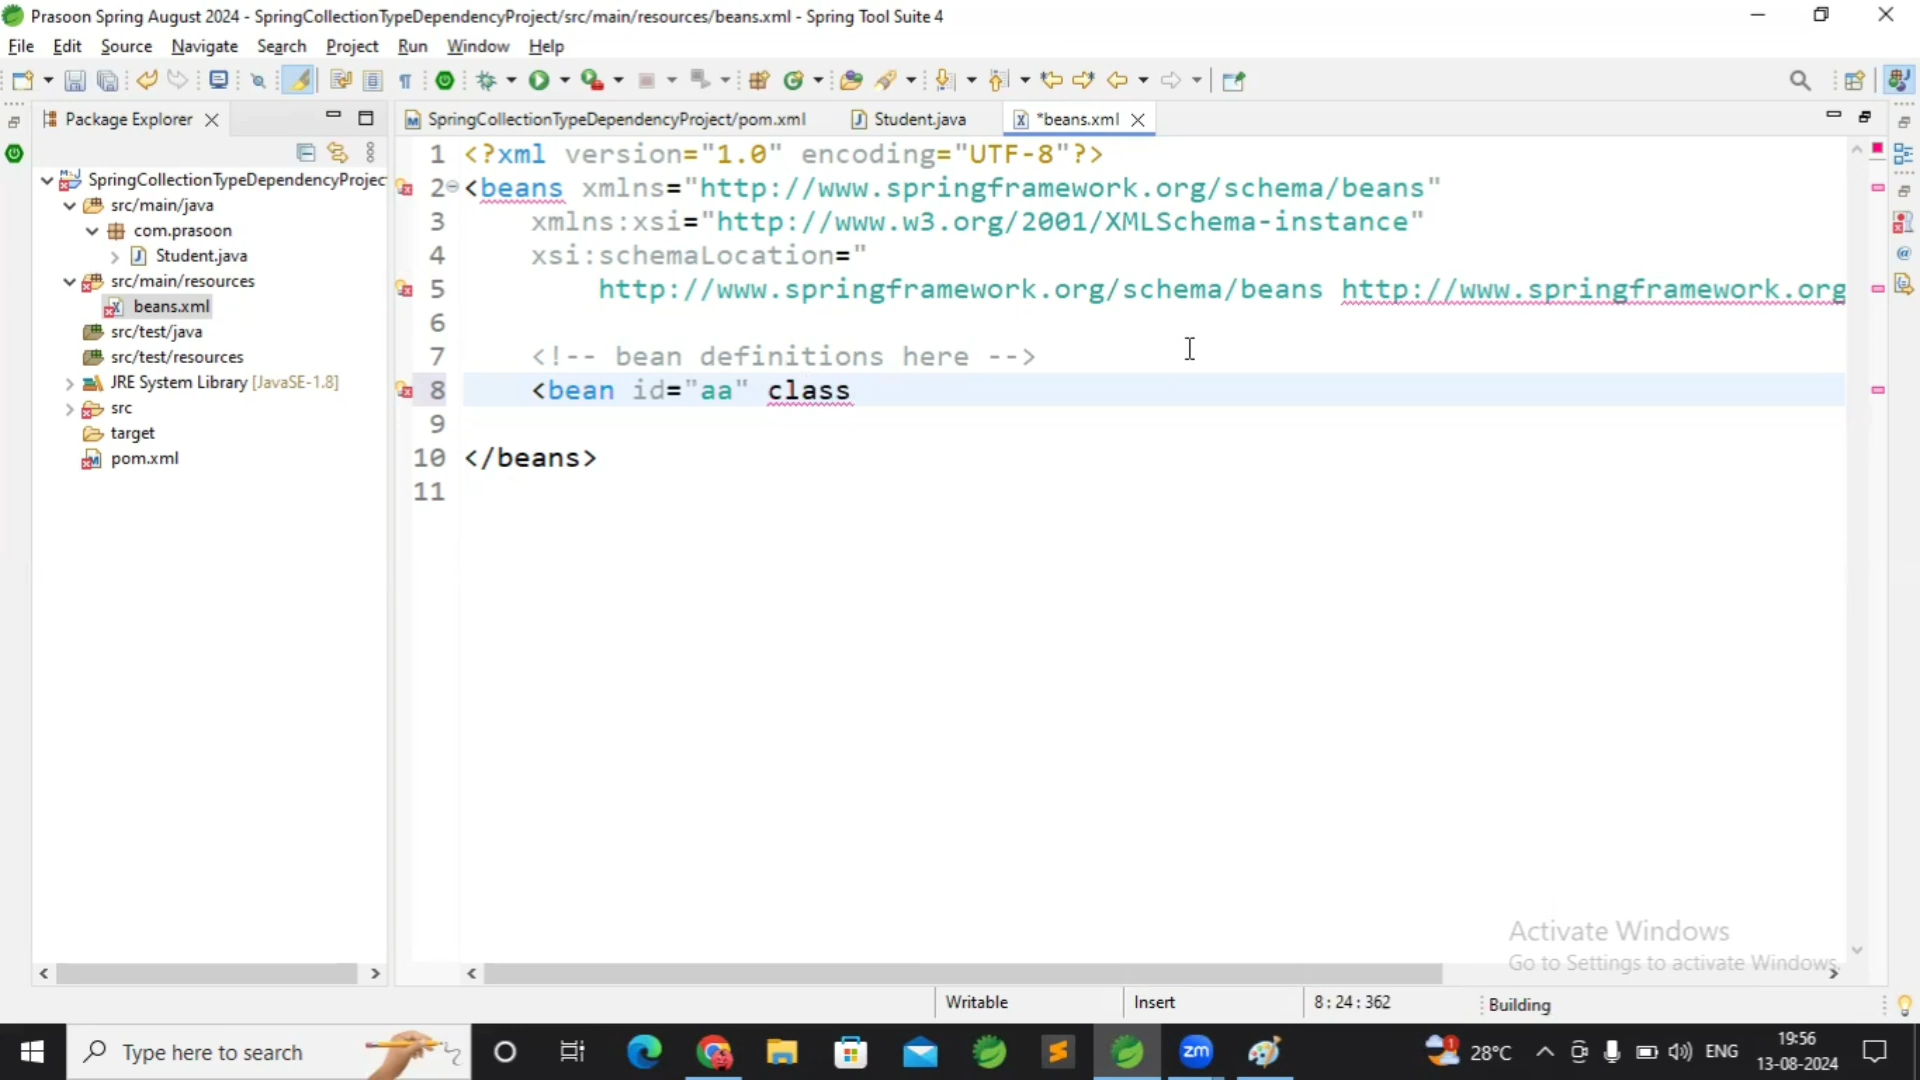 Prasoon Spring August 2024 - SpringCollectionTypeDependencyProject/src/main/resources/beans.xml - Spring Tool Suite 4
File Edit Source Navigate Search Project Run Window Help
Package Explorer
SpringCollectionTypeDependencyProject/pom.xml Student.java *beans.xml
SpringCollectionTypeDependencyProjec
src/main/java
com.prasoon
Student.java
src/main/resources
beans.xml
src/test/java
src/test/resources
JRE System Library [JavaSE-1.8]
src
target
pom.xml
1 <?xml version="1.0" encoding="UTF-8"?>
2 <beans xmlns="http://www.springframework.org/schema/beans"
3 xmlns:xsi="http://www.w3.org/2001/XMLSchema-instance"
4 xsi:schemaLocation="
5 http://www.springframework.org/schema/beans http://www.springframework.org
6
7 <!-- bean definitions here -->
8 <bean id="aa" class
9
10 </beans>
11
Activate Windows
Go to Settings to activate Windows.
Writable Insert 8:24:362 Building
Type here to search
zm
28°C ENG 19:56
13-08-2024